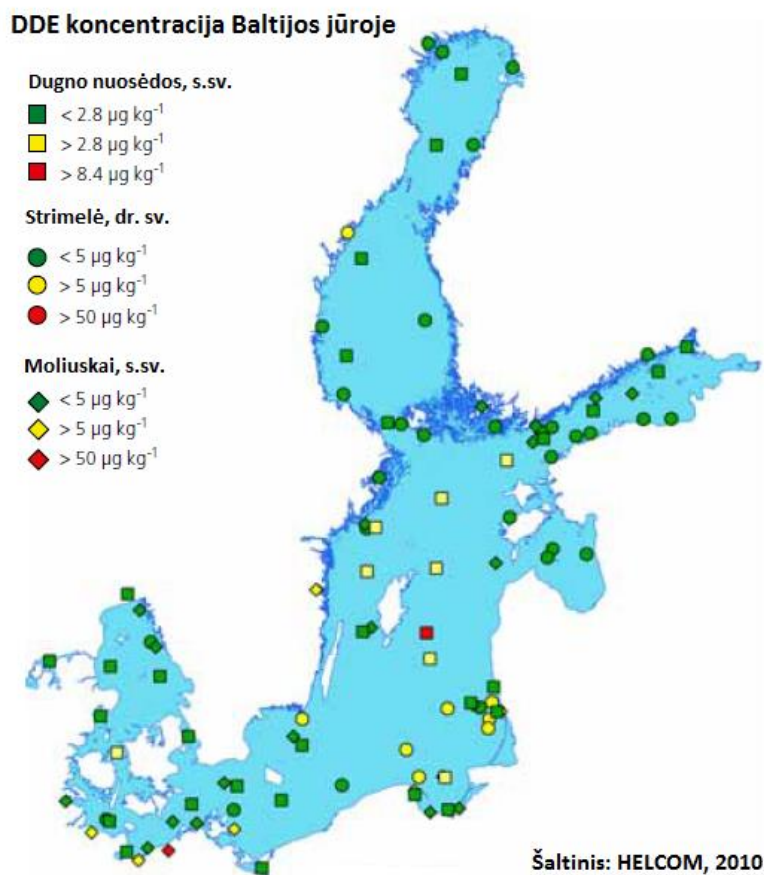 DDE koncentracija Baltijos jūroje
Dugno nuosėdos, s.sv.
< 2.8 µg kg⁻¹
> 2.8 µg kg⁻¹
> 8.4 µg kg⁻¹
Strimelė, dr. sv.
< 5 µg kg⁻¹
> 5 µg kg⁻¹
> 50 µg kg⁻¹
Moliuskai, s.sv.
< 5 µg kg⁻¹
> 5 µg kg⁻¹
> 50 µg kg⁻¹
Šaltinis: HELCOM, 2010